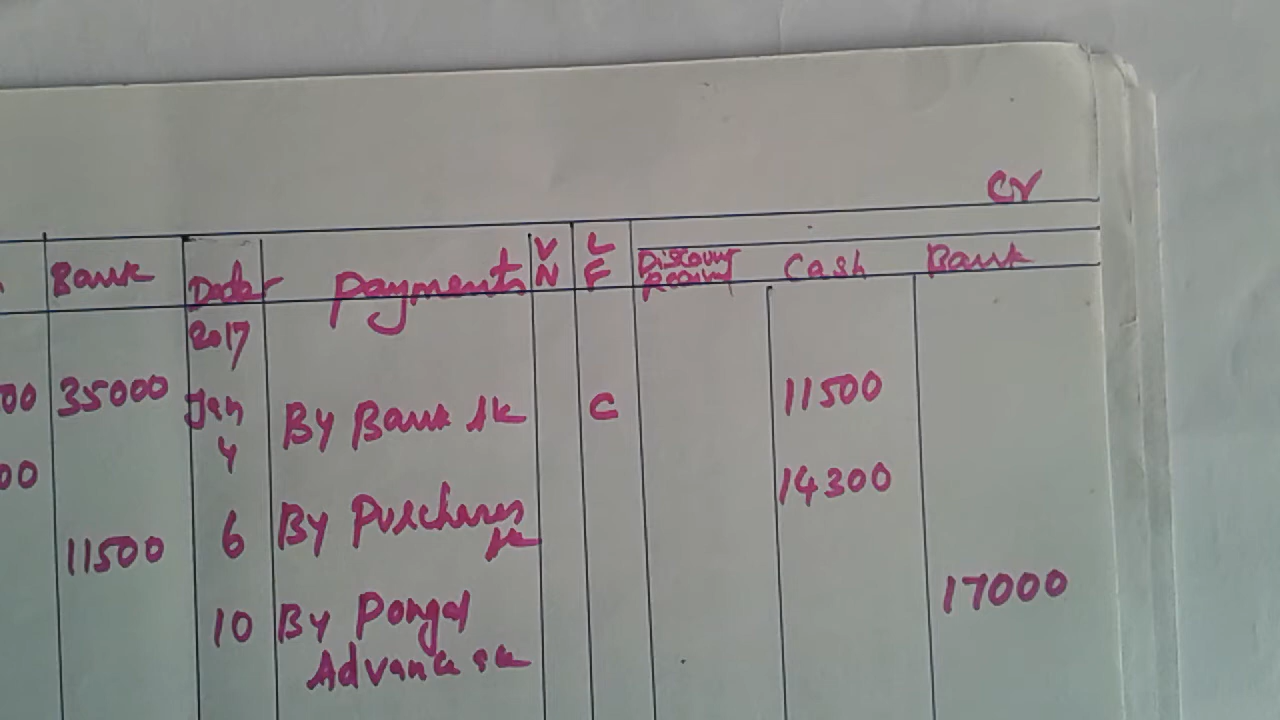 Cr
Bank Date Payments V N L F Discount Received Cash Bank
2017
00 35000 Jan 4 By Bank A/c C 11500
00
6 By Purchases A/c 14300
11500
10 By Pongal 17000
Advance A/c